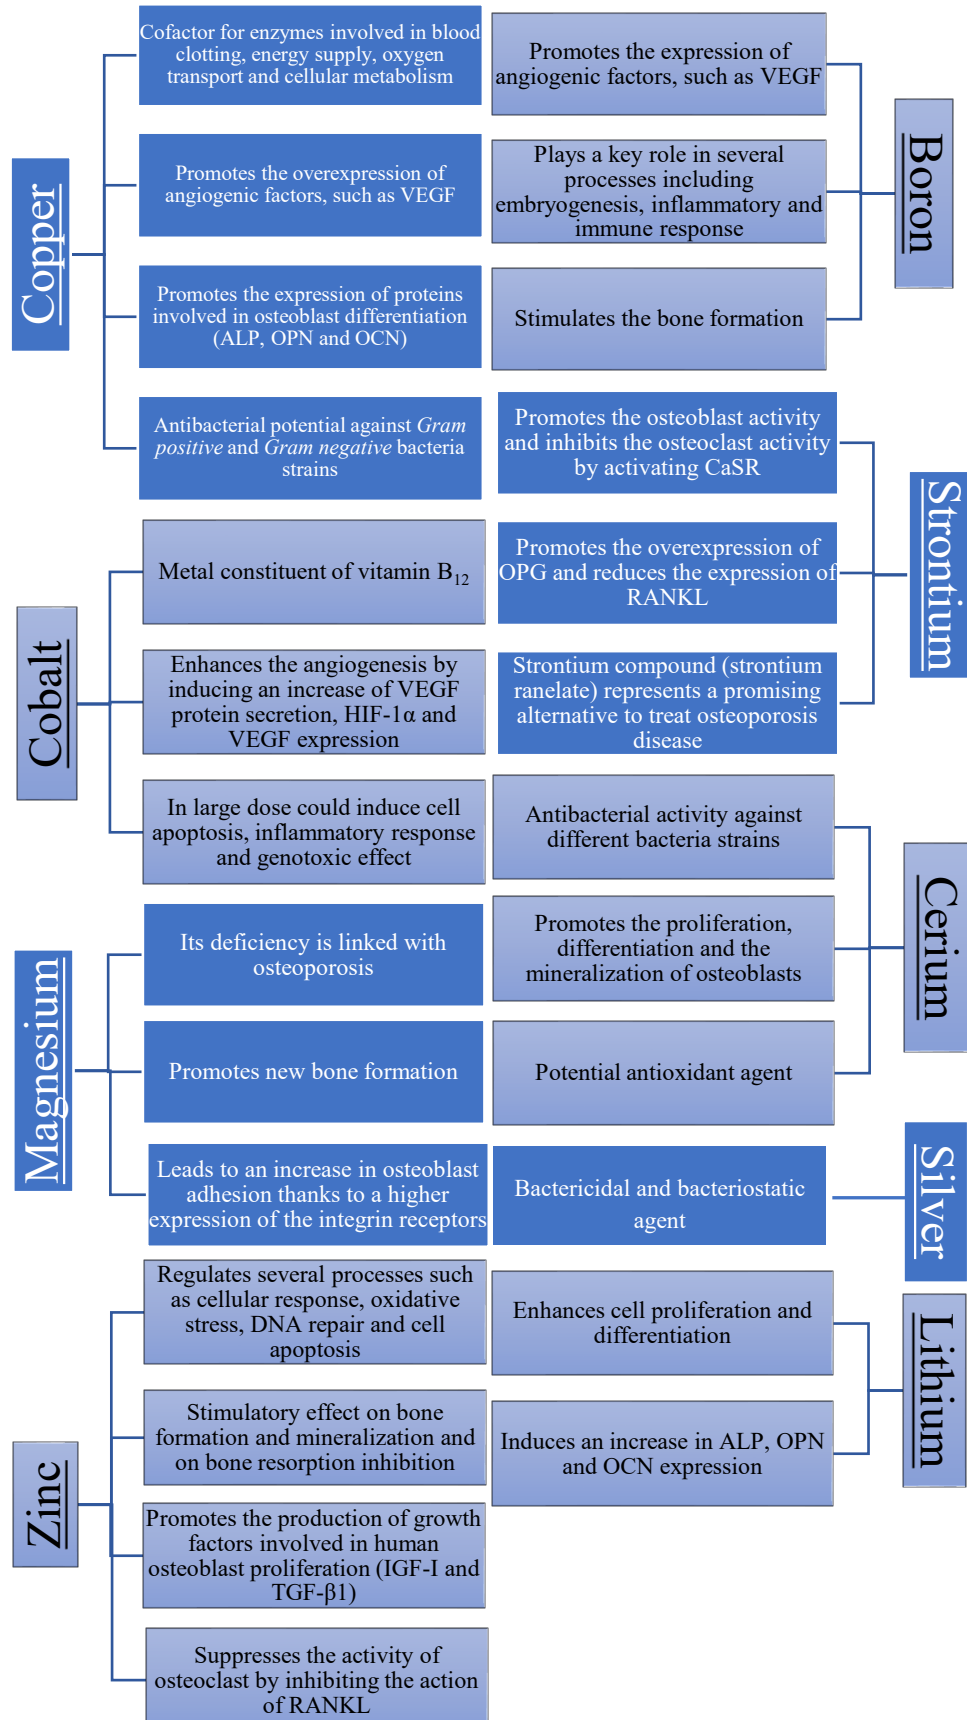 Copper
Cofactor for enzymes involved in blood
clotting, energy supply, oxygen
transport and cellular metabolism
Promotes the overexpression of
angiogenic factors, such as VEGF
Promotes the expression of proteins
involved in osteoblast differentiation
(ALP, OPN and OCN)
Antibacterial potential against Gram
positive and Gram negative bacteria
strains
Cobalt
Metal constituent of vitamin B₁₂
Enhances the angiogenesis by
inducing an increase of VEGF
protein secretion, HIF-1α and
VEGF expression
In large dose could induce cell
apoptosis, inflammatory response
and genotoxic effect
Magnesium
Its deficiency is linked with
osteoporosis
Promotes new bone formation
Leads to an increase in osteoblast
adhesion thanks to a higher
expression of the integrin receptors
Zinc
Regulates several processes such
as cellular response, oxidative
stress, DNA repair and cell
apoptosis
Stimulatory effect on bone
formation and mineralization and
on bone resorption inhibition
Promotes the production of growth
factors involved in human
osteoblast proliferation (IGF-I and
TGF-β1)
Suppresses the activity of
osteoclast by inhibiting the action
of RANKL
Boron
Promotes the expression of
angiogenic factors, such as VEGF
Plays a key role in several
processes including
embryogenesis, inflammatory and
immune response
Stimulates the bone formation
Strontium
Promotes the osteoblast activity
and inhibits the osteoclast activity
by activating CaSR
Promotes the overexpression of
OPG and reduces the expression of
RANKL
Strontium compound (strontium
ranelate) represents a promising
alternative to treat osteoporosis
disease
Cerium
Antibacterial activity against
different bacteria strains
Promotes the proliferation,
differentiation and the
mineralization of osteoblasts
Potential antioxidant agent
Silver
Bactericidal and bacteriostatic
agent
Lithium
Enhances cell proliferation and
differentiation
Induces an increase in ALP, OPN
and OCN expression